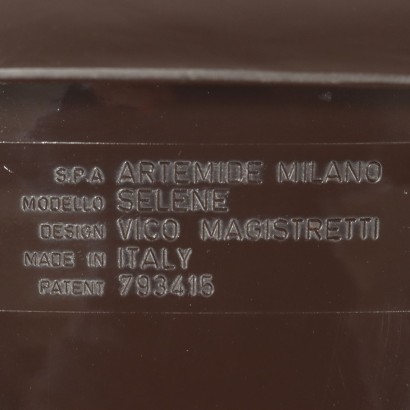 S.P.A ARTEMIDE MILANO
MODELLO SELENE
DESIGN VICO MAGISTRETTI
MADE IN ITALY
PATENT 793415